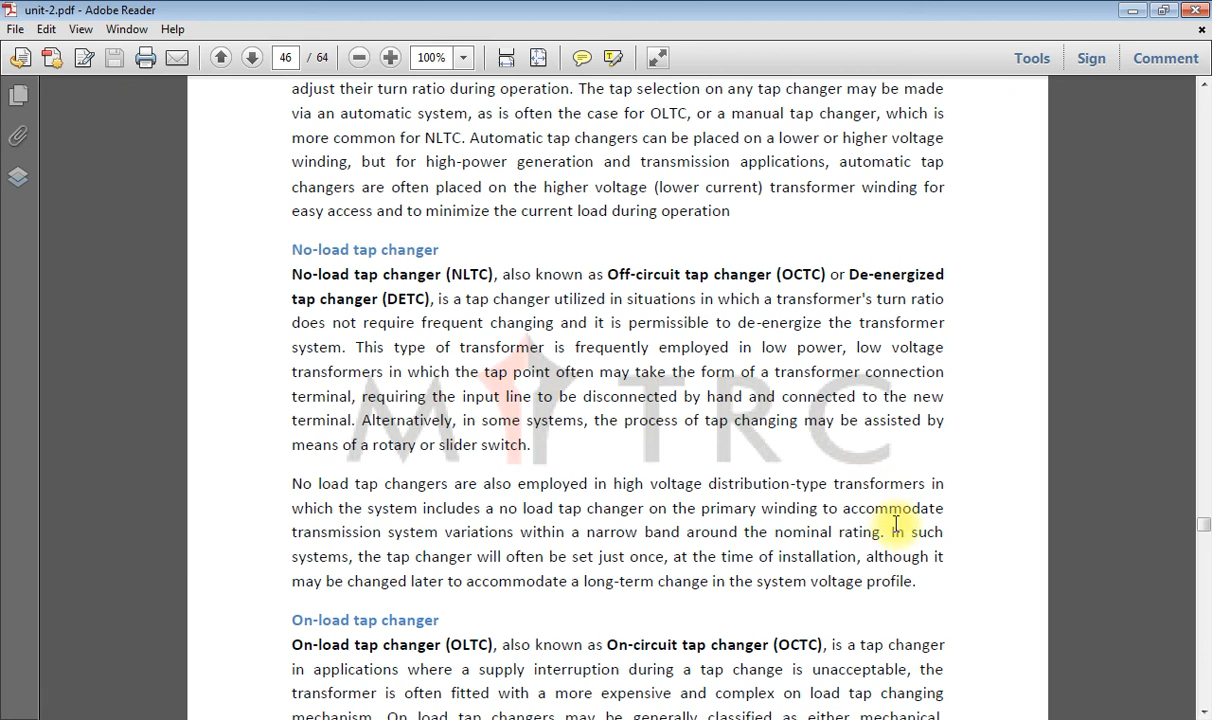 unit-2.pdf - Adobe Reader
File Edit View Window Help
46 / 64 100% Tools Sign Comment
adjust their turn ratio during operation. The tap selection on any tap changer may be made
via an automatic system, as is often the case for OLTC, or a manual tap changer, which is
more common for NLTC. Automatic tap changers can be placed on a lower or higher voltage
winding, but for high-power generation and transmission applications, automatic tap
changers are often placed on the higher voltage (lower current) transformer winding for
easy access and to minimize the current load during operation
No-load tap changer
No-load tap changer (NLTC), also known as Off-circuit tap changer (OCTC) or De-energized
tap changer (DETC), is a tap changer utilized in situations in which a transformer's turn ratio
does not require frequent changing and it is permissible to de-energize the transformer
system. This type of transformer is frequently employed in low power, low voltage
transformers in which the tap point often may take the form of a transformer connection
terminal, requiring the input line to be disconnected by hand and connected to the new
terminal. Alternatively, in some systems, the process of tap changing may be assisted by
means of a rotary or slider switch.
No load tap changers are also employed in high voltage distribution-type transformers in
which the system includes a no load tap changer on the primary winding to accommodate
transmission system variations within a narrow band around the nominal rating. In such
systems, the tap changer will often be set just once, at the time of installation, although it
may be changed later to accommodate a long-term change in the system voltage profile.
On-load tap changer
On-load tap changer (OLTC), also known as On-circuit tap changer (OCTC), is a tap changer
in applications where a supply interruption during a tap change is unacceptable, the
transformer is often fitted with a more expensive and complex on load tap changing
mechanism. On load tap changers may be generally classified as either mechanical,